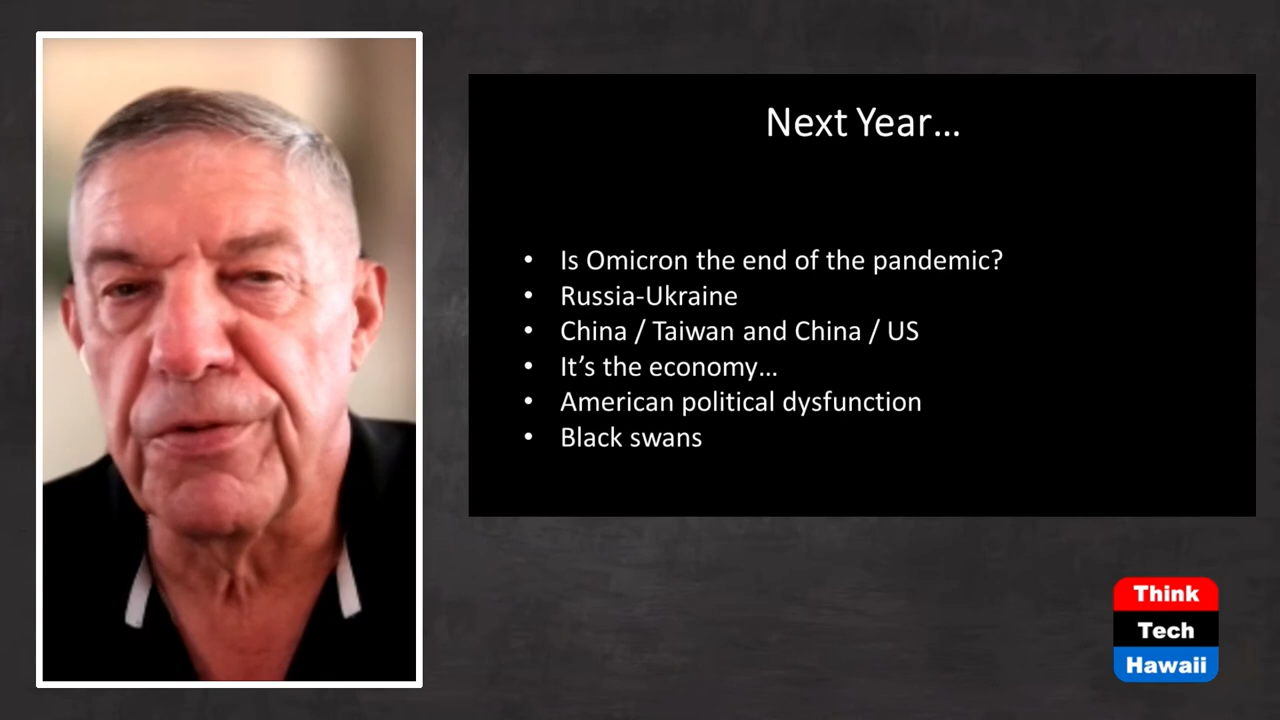 Next Year…
• Is Omicron the end of the pandemic?
• Russia-Ukraine
• China / Taiwan and China / US
• It’s the economy…
• American political dysfunction
• Black swans
Think
Tech
Hawaii